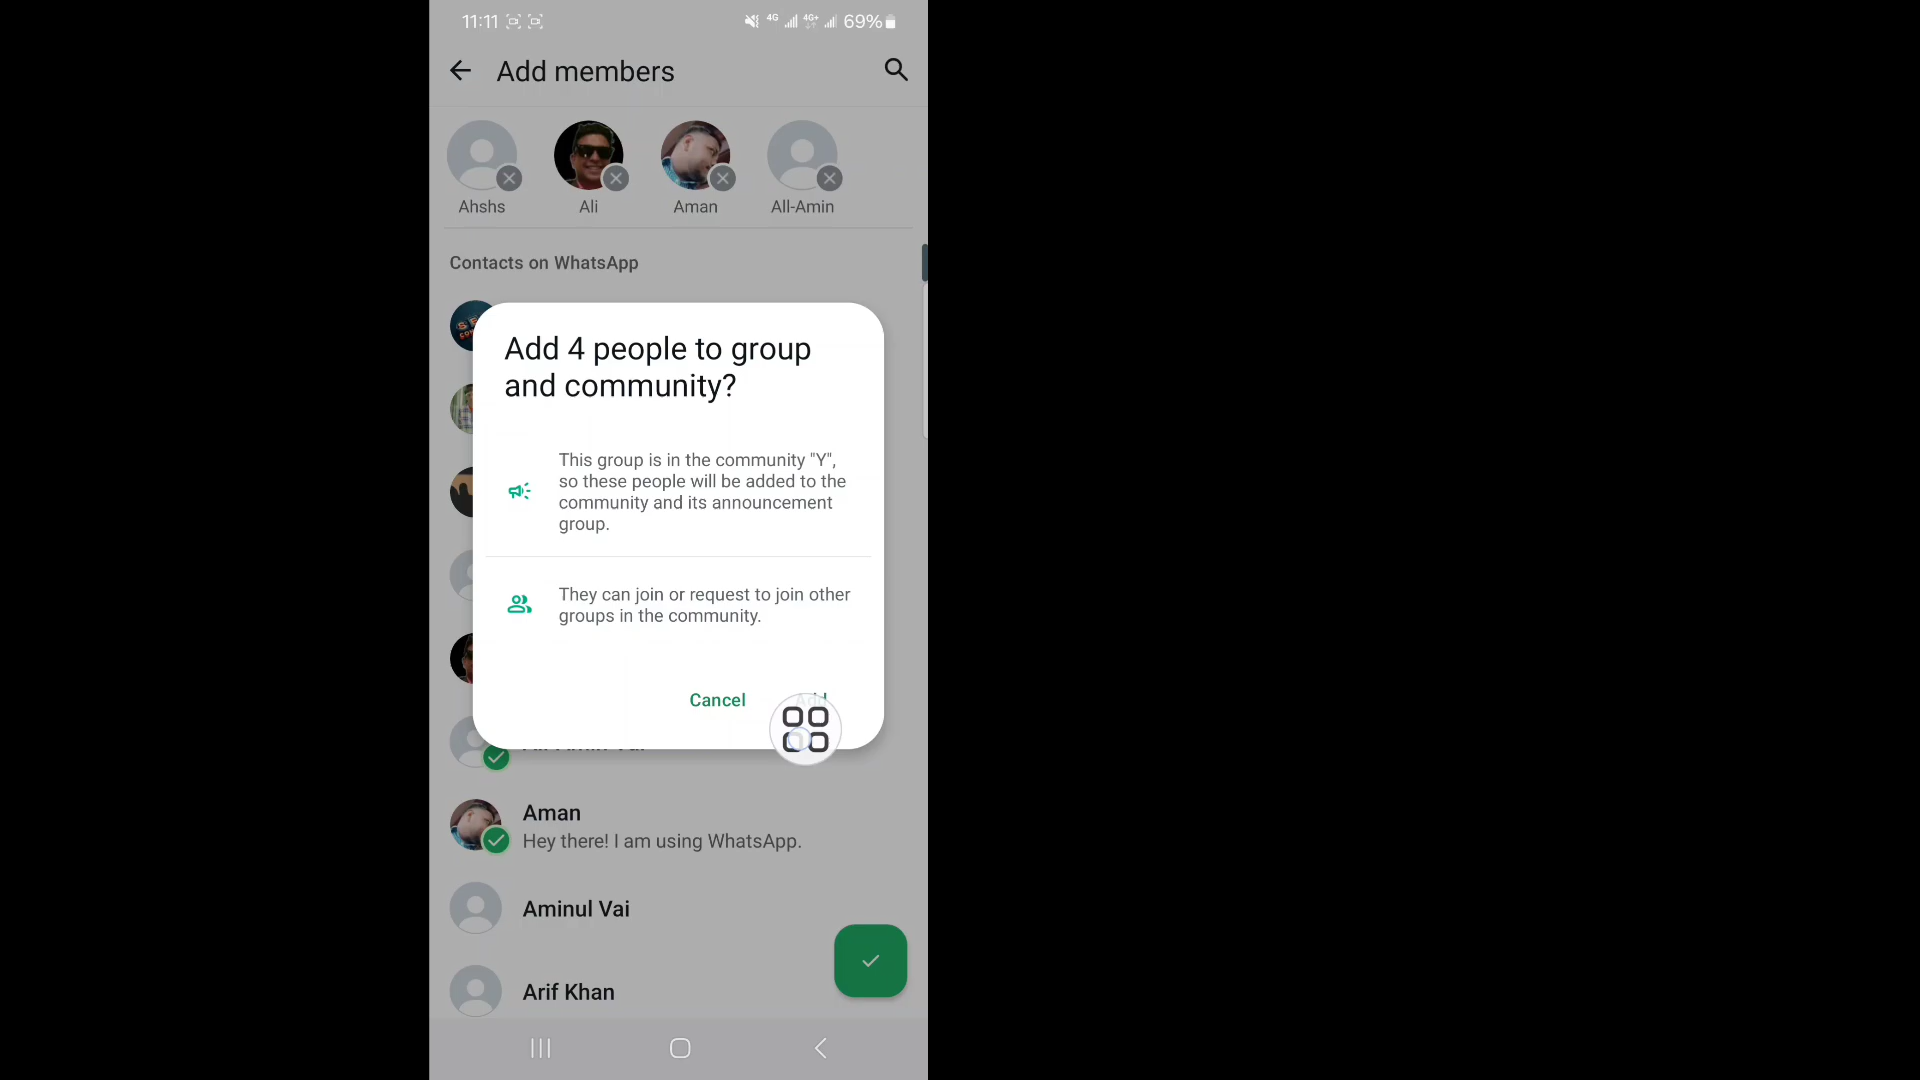 11:11 4G 4G+ 69%
Add members
Ahshs Ali Aman All-Amin
Contacts on WhatsApp
Add 4 people to group
and community?
This group is in the community "Y",
so these people will be added to the
community and its announcement
group.
They can join or request to join other
groups in the community.
Cancel Add
Aman
Hey there! I am using WhatsApp.
Aminul Vai
Arif Khan